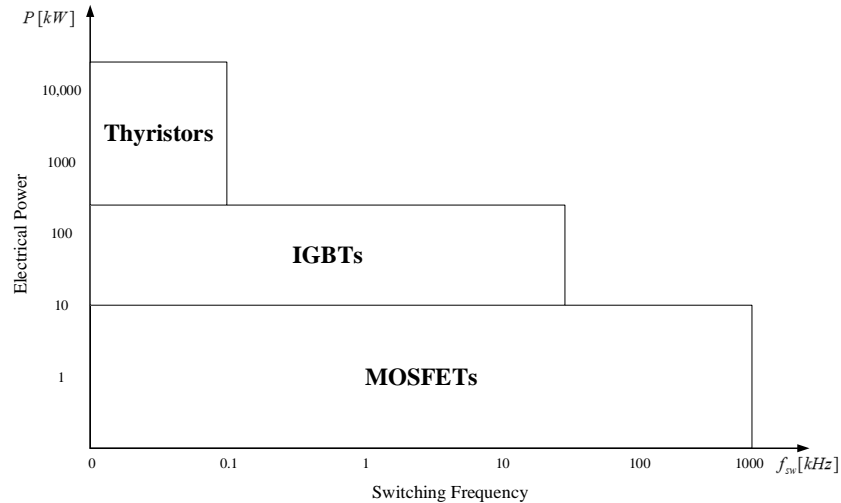 P [kW]
10,000
Thyristors
1000
Electrical Power
100
IGBTs
10
1
MOSFETs
0
0.1
1
10
100
1000
f_sw [kHz]
Switching Frequency